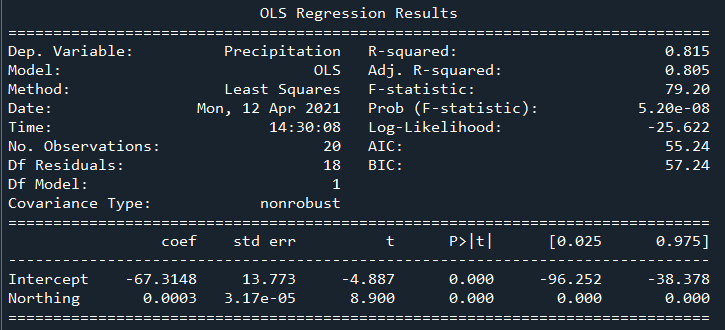 OLS Regression Results
==============================================================================
Dep. Variable:          Precipitation   R-squared:                       0.815
Model:                            OLS   Adj. R-squared:                  0.805
Method:                 Least Squares   F-statistic:                     79.20
Date:                Mon, 12 Apr 2021   Prob (F-statistic):           5.20e-08
Time:                        14:30:08   Log-Likelihood:                -25.622
No. Observations:                  20   AIC:                             55.24
Df Residuals:                      18   BIC:                             57.24
Df Model:                           1
Covariance Type:            nonrobust
==============================================================================
                 coef    std err          t      P>|t|      [0.025      0.975]
------------------------------------------------------------------------------
Intercept    -67.3148     13.773     -4.887      0.000     -96.252     -38.378
Northing       0.0003   3.17e-05      8.900      0.000       0.000       0.000
==============================================================================